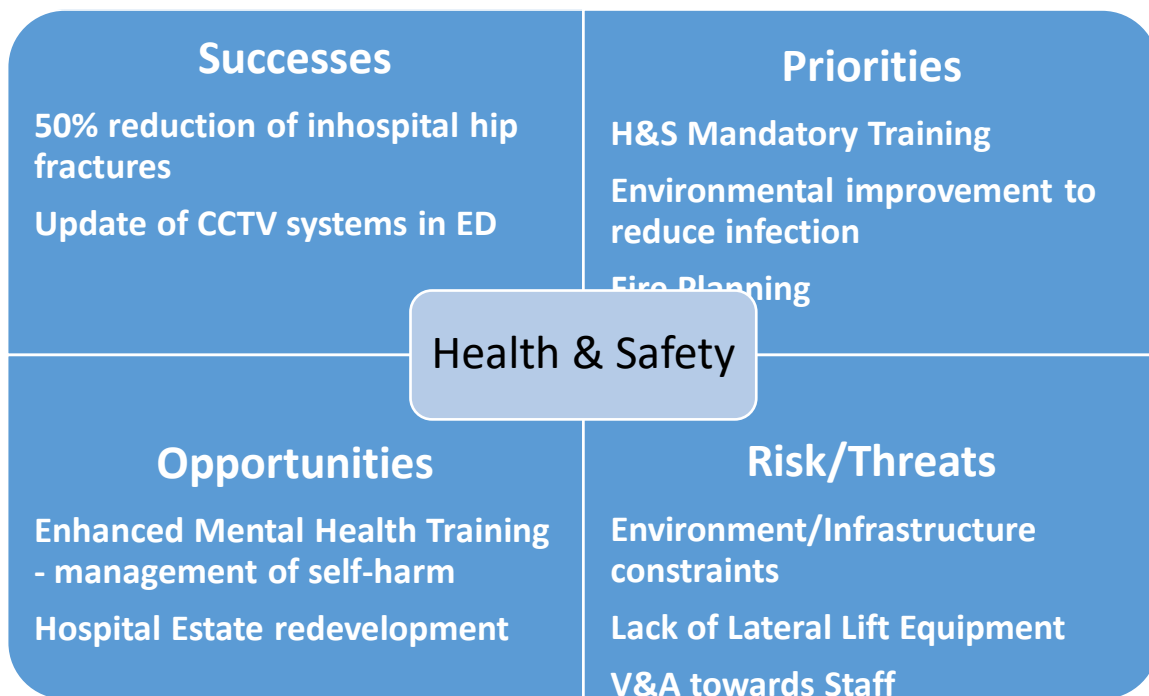 Successes
50% reduction of inhospital hip
fractures
Update of CCTV systems in ED
Priorities
H&S Mandatory Training
Environmental improvement to
reduce infection
Fire Planning
Health & Safety
Opportunities
Enhanced Mental Health Training
- management of self-harm
Hospital Estate redevelopment
Risk/Threats
Environment/Infrastructure
constraints
Lack of Lateral Lift Equipment
V&A towards Staff